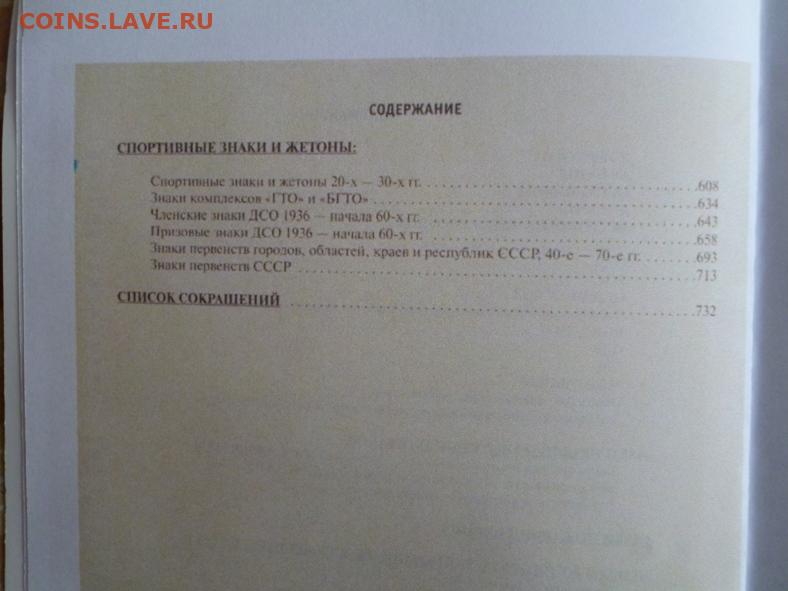 COINS.LAVE.RU
СОДЕРЖАНИЕ
СПОРТИВНЫЕ ЗНАКИ И ЖЕТОНЫ:
Спортивные знаки и жетоны 20-х — 30-х гг. .608
Знаки комплексов «ГТО» и «БГТО» .634
Членские знаки ДСО 1936 — начала 60-х гг. .643
Призовые знаки ДСО 1936 — начала 60-х гг. .658
Знаки первенств городов, областей, краев и республик СССР, 40-е — 70-е гг. .693
Знаки первенств СССР .713
СПИСОК СОКРАЩЕНИЙ .732